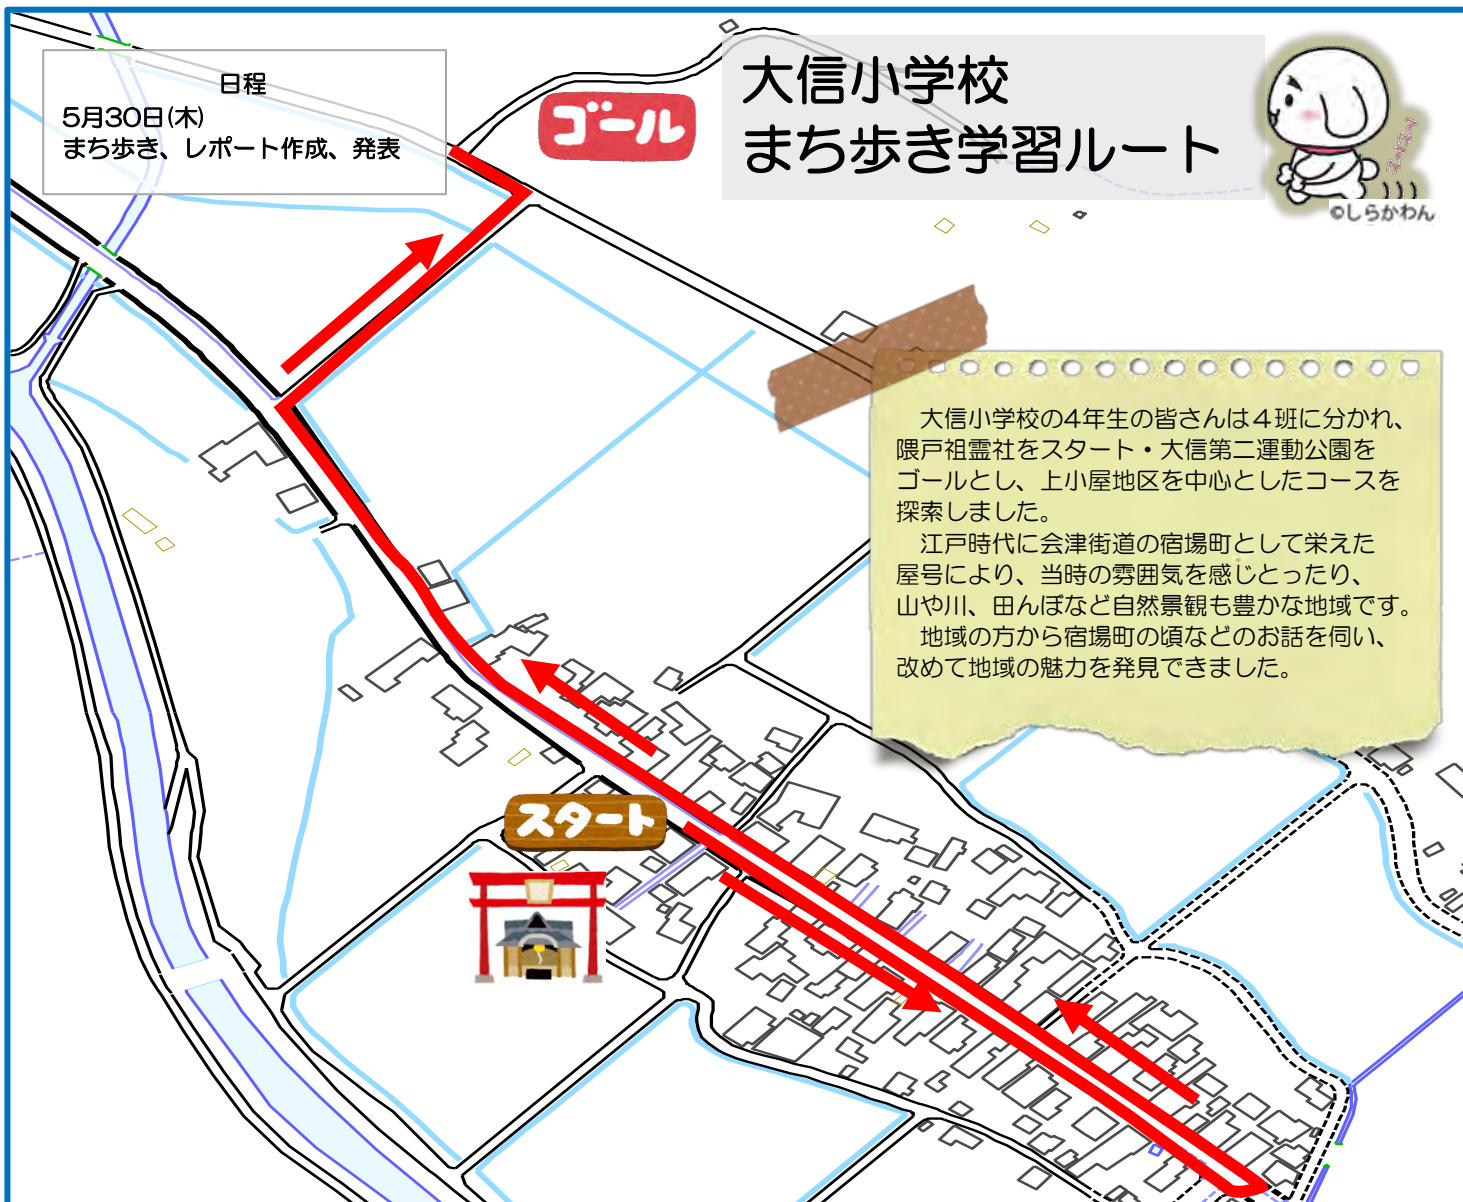 日程
5月30日(木)
まち歩き、レポート作成、発表
ゴール
大信小学校
まち歩き学習ルート
©しらかわん
大信小学校の4年生の皆さんは４班に分かれ、
隈戸祖霊社をスタート・大信第二運動公園を
ゴールとし、上小屋地区を中心としたコースを
探索しました。
江戸時代に会津街道の宿場町として栄えた
屋号により、当時の雰囲気を感じとったり、
山や川、田んぼなど自然景観も豊かな地域です。
地域の方から宿場町の頃などのお話を伺い、
改めて地域の魅力を発見できました。
スタート